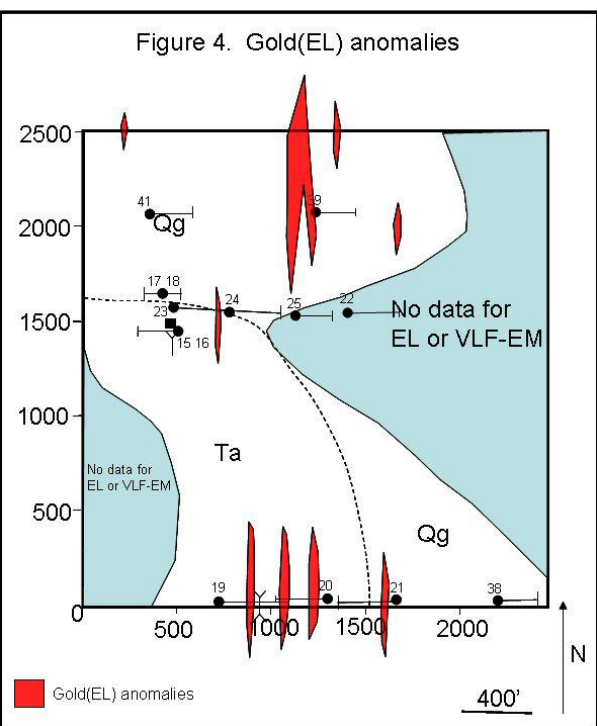 Figure 4. Gold(EL) anomalies
2500
41
39
2000
Qg
17 18
1500
23
24
25
22
No data for
EL or VLF-EM
15 16
1000
Ta
No data for
EL or VLF-EM
500
Qg
19
20
21
38
0
500
1000
1500
2000
N
Gold(EL) anomalies
400'